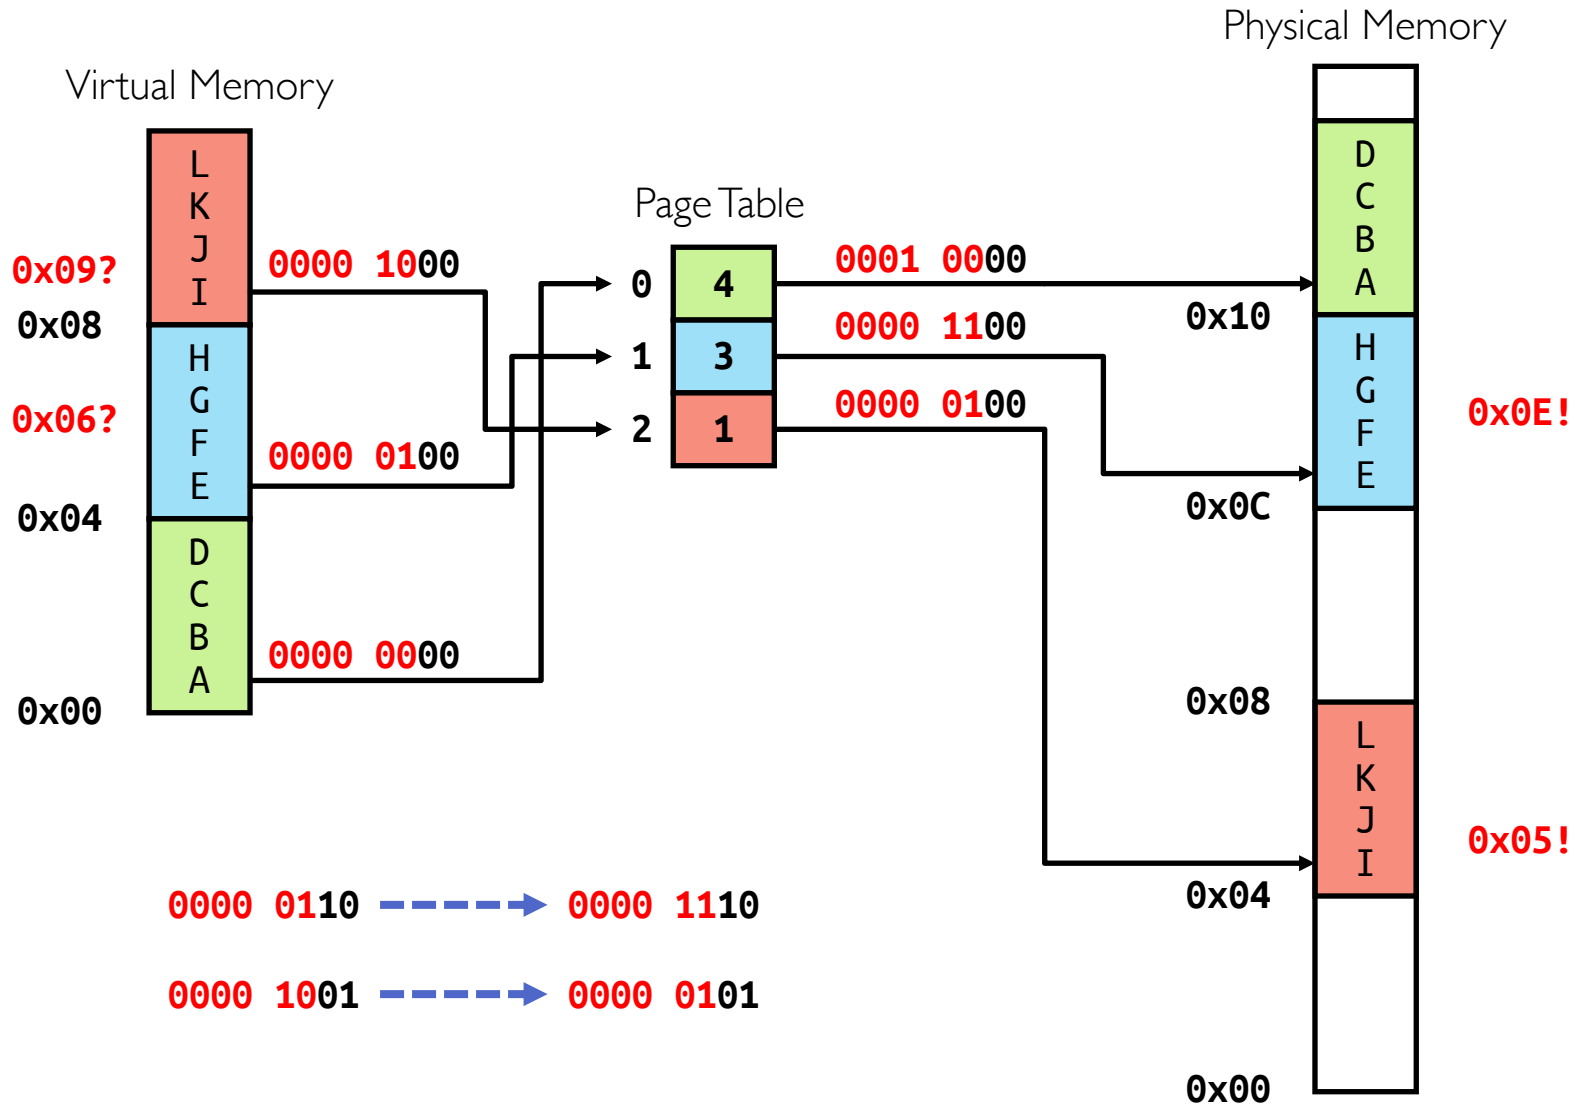 Physical Memory
Virtual Memory
L
K
J
I
0x09?
0000 1000
0x08
H
G
F
E
0x06?
0000 0100
0x04
D
C
B
A
0000 0000
0x00
Page Table
0 4
1 3
2 1
0001 0000
0000 1100
0000 0100
D
C
B
A
0x10
H
G
F
E
0x0E!
0x0C
0x08
L
K
J
I
0x05!
0x04
0x00
0000 0110 0000 1110
0000 1001 0000 0101